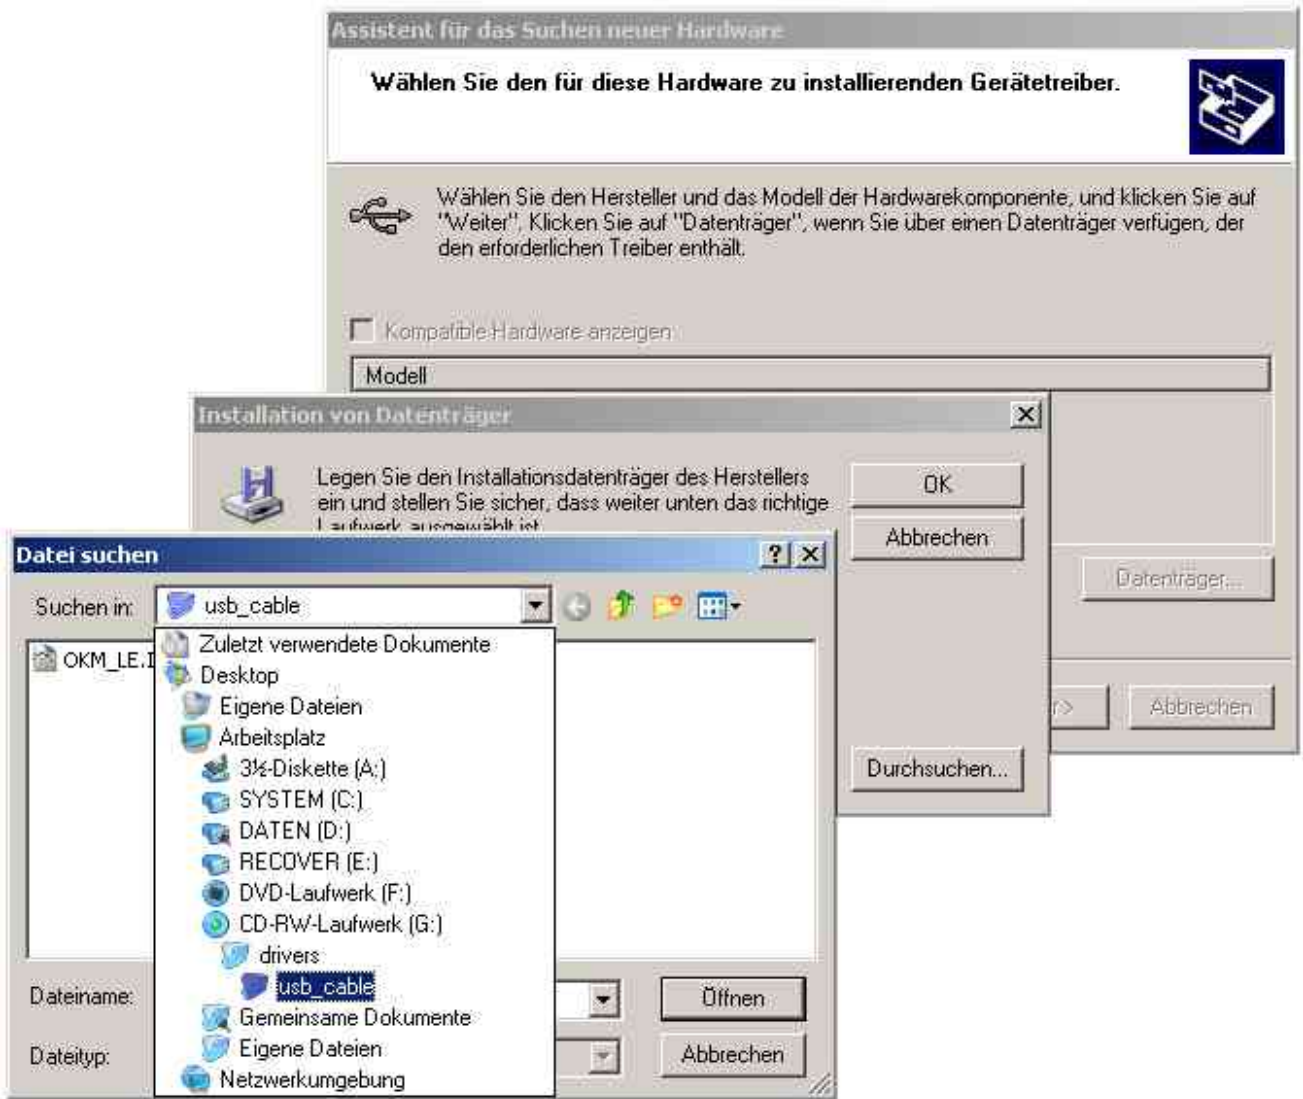 Assistent für das Suchen neuer Hardware
Wählen Sie den für diese Hardware zu installierenden Gerätetreiber.
Wählen Sie den Hersteller und das Modell der Hardwarekomponente, und klicken Sie auf
"Weiter". Klicken Sie auf "Datenträger", wenn Sie über einen Datenträger verfügen, der
den erforderlichen Treiber enthält.
Kompatible Hardware anzeigen
Modell
Datenträger...
r>
Abbrechen
Installation von Datenträger
Legen Sie den Installationsdatenträger des Herstellers
ein und stellen Sie sicher, dass weiter unten das richtige
Laufwerk ausgewählt ist.
OK
Abbrechen
Durchsuchen...
Datei suchen
Suchen in:
usb_cable
OKM_LE.I
Zuletzt verwendete Dokumente
Desktop
Eigene Dateien
Arbeitsplatz
3½-Diskette (A:)
SYSTEM (C:)
DATEN (D:)
RECOVER (E:)
DVD-Laufwerk (F:)
CD-RW-Laufwerk (G:)
drivers
usb_cable
Gemeinsame Dokumente
Eigene Dateien
Netzwerkumgebung
Dateiname:
Öffnen
Dateityp:
Abbrechen